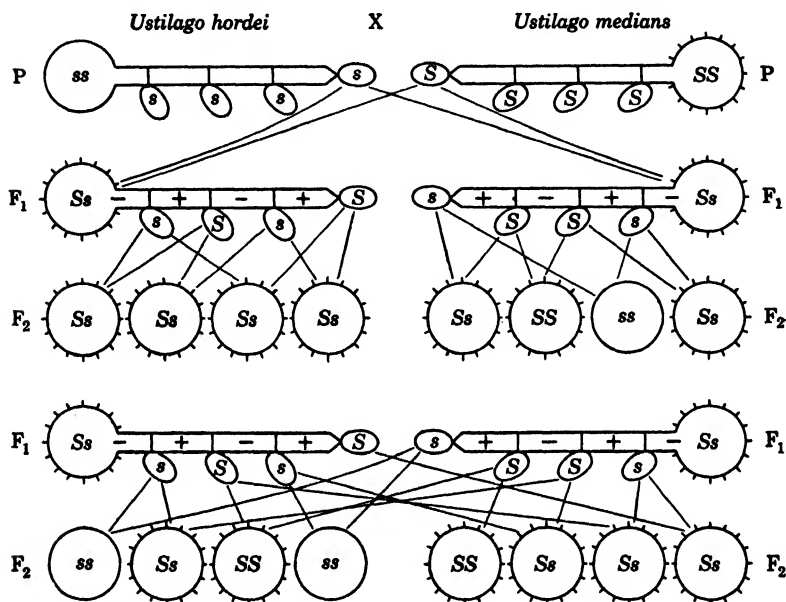 Ustilago hordei X Ustilago medians
P ss s S SS P
s s s S S S
F₁ Ss − + − + S s + − + − Ss F₁
s S s S S s
F₂ Ss Ss Ss Ss Ss SS ss Ss F₂
F₁ Ss − + − + S s + − + − Ss F₁
s S s S S s
F₂ ss Ss SS ss SS Ss Ss Ss F₂